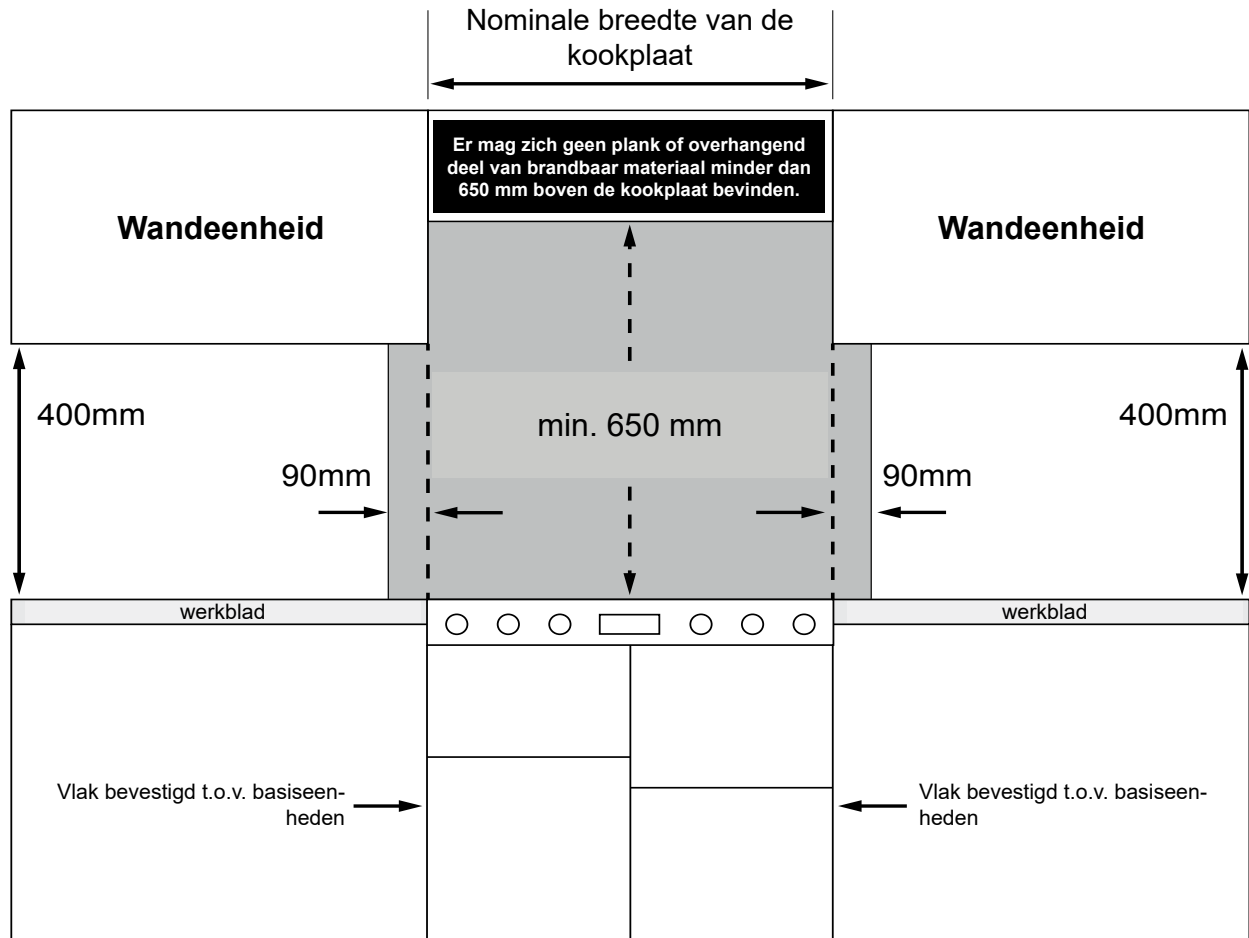 Nominale breedte van de
kookplaat
Er mag zich geen plank of overhangend
deel van brandbaar materiaal minder dan
650 mm boven de kookplaat bevinden.
Wandeenheid
Wandeenheid
400mm
400mm
min. 650 mm
90mm
90mm
werkblad
werkblad
Vlak bevestigd t.o.v. basiseen-
heden
Vlak bevestigd t.o.v. basiseen-
heden